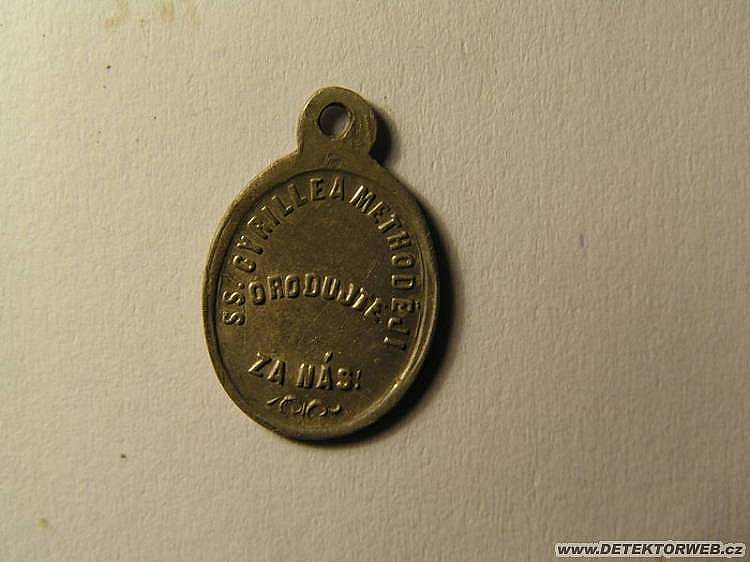 SS. CYRILLE A METHODĚJI
ORODUJTE
ZA NÁS!
www.DETEKTORWEB.cz